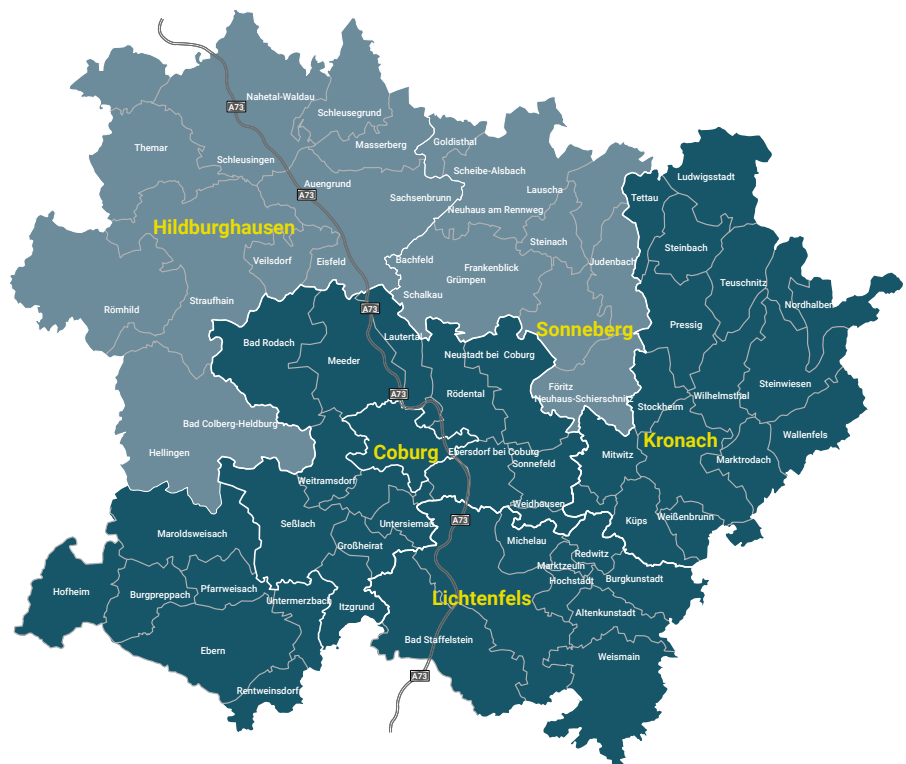 Nahetal-Waldau
A73
Schleusegrund
Masserberg
Goldisthal
Themar
Schleusingen
Scheibe-Alsbach
Ludwigsstadt
Auengrund
A73
Sachsenbrunn
Lauscha
Tettau
Neuhaus am Rennweg
Hildburghausen
Steinach
Steinbach
Veilsdorf
Eisfeld
Bachfeld
Frankenblick
Judenbach
Grümpen
Teuschnitz
Schalkau
Straufhain
Römhild
A73
Nordhalben
Sonneberg
Pressig
Lautertal
Bad Rodach
Meeder
Neustadt bei Coburg
Steinwiesen
Föritz
A73
Rödental
Neuhaus-Schierschnitz
Wilhelmsthal
Stockheim
Bad Colberg-Heldburg
Kronach
Wallenfels
Hellingen
Coburg
Ebersdorf bei Coburg
Mitwitz
Sonnefeld
Marktrodach
Weitramsdorf
Weidhausen
Seßlach
Untersiemau
A73
Küps
Weißenbrunn
Maroldsweisach
Großheirat
Michelau
Redwitz
Marktzeuln
Hochstadt
Burgkunstadt
Hofheim
Burgpreppach
Pfarrweisach
Untermerzbach
Itzgrund
Lichtenfels
Altenkunstadt
Ebern
Bad Staffelstein
Weismain
A73
Rentweinsdorf